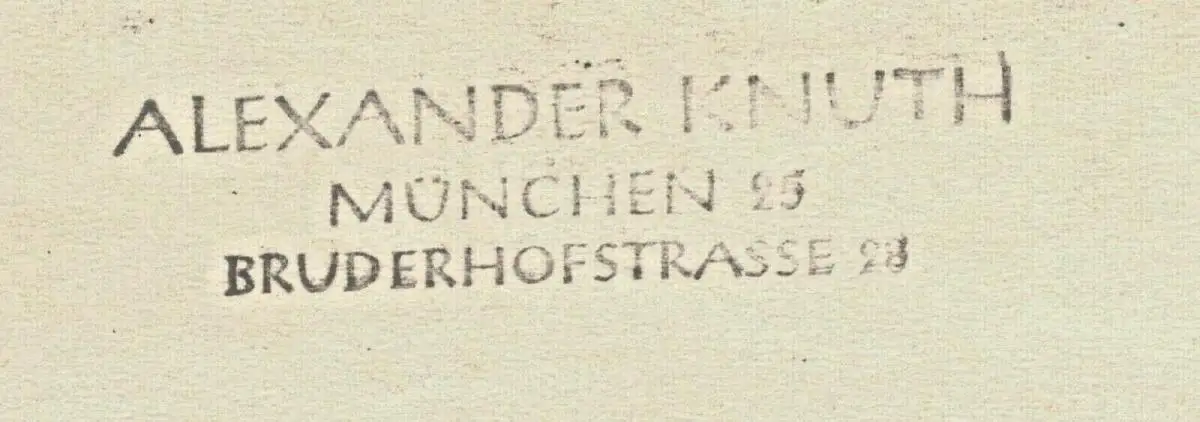 ALEXANDER KNUTH
MÜNCHEN 25
BRUDERHOFSTRASSE 28